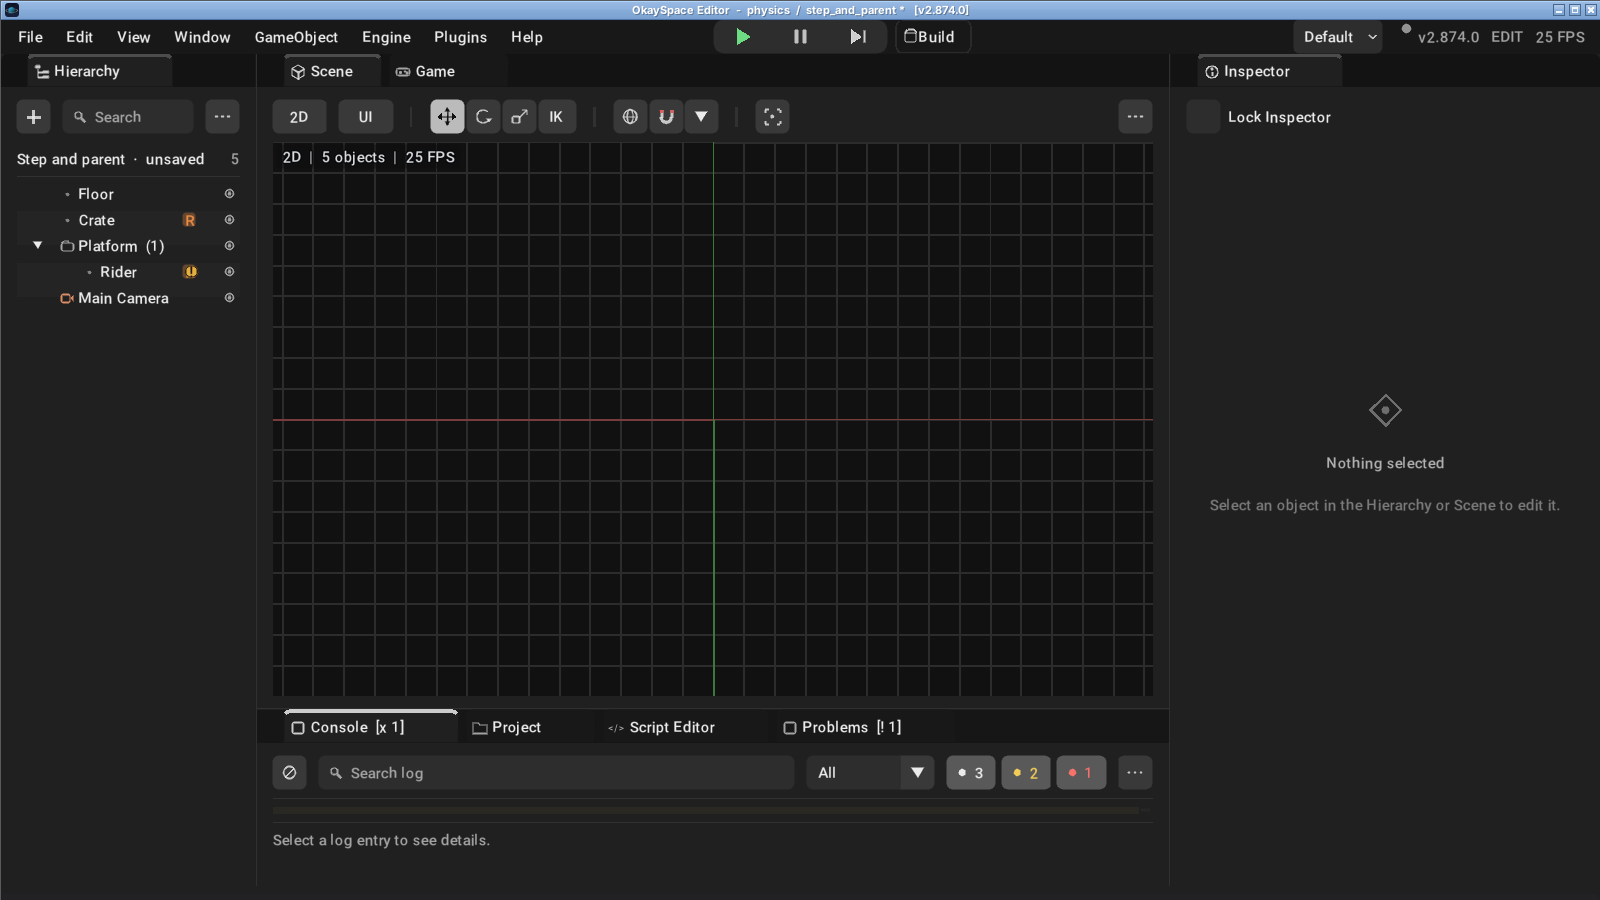 OkaySpace Editor - physics / step_and_parent * [v2.874.0]
File Edit View Window GameObject Engine Plugins Help
Build
Default
v2.874.0 EDIT 25 FPS
Hierarchy
Scene
Game
Inspector
Search
2D
UI
IK
Lock Inspector
Step and parent · unsaved 5
2D | 5 objects | 25 FPS
Floor
Crate R
Platform (1)
Rider !
Main Camera
Nothing selected
Select an object in the Hierarchy or Scene to edit it.
Console [x 1]
Project
</> Script Editor
Problems [! 1]
Search log
All
3
2
1
Select a log entry to see details.